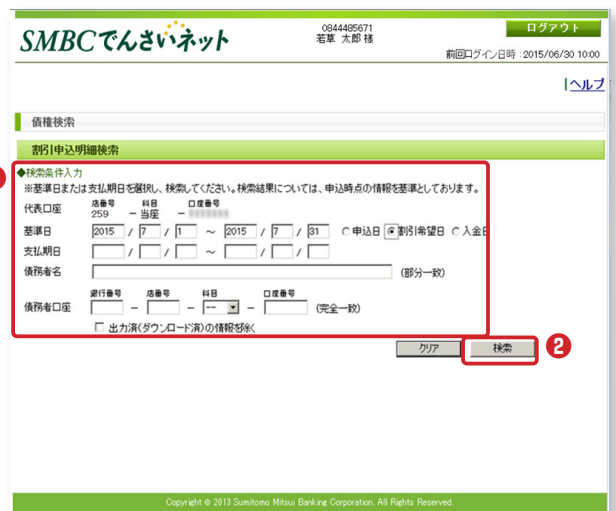 SMBCでんさいネット
0844485671
若草 太郎 様
ログアウト
前回ログイン日時 : 2015/06/30 10:00
|ヘルプ
債権検索
割引申込明細検索
◆検索条件入力
※基準日または支払期日を選択し、検索してください。検索結果については、申込時点の情報を基準としております。
店番号 科目 口座番号
代表口座 259 - 当座 -
基準日 2015 / 7 / 1 ~ 2015 / 7 / 31 申込日 割引希望日 入金日
支払期日 / / ~ / /
債務者名 (部分一致)
銀行番号 店番号 科目 口座番号
債務者口座 - - -- - (完全一致)
出力済(ダウンロード済)の情報を除く
クリア 検索 2
Copyright © 2013 Sumitomo Mitsui Banking Corporation. All Rights Reserved.